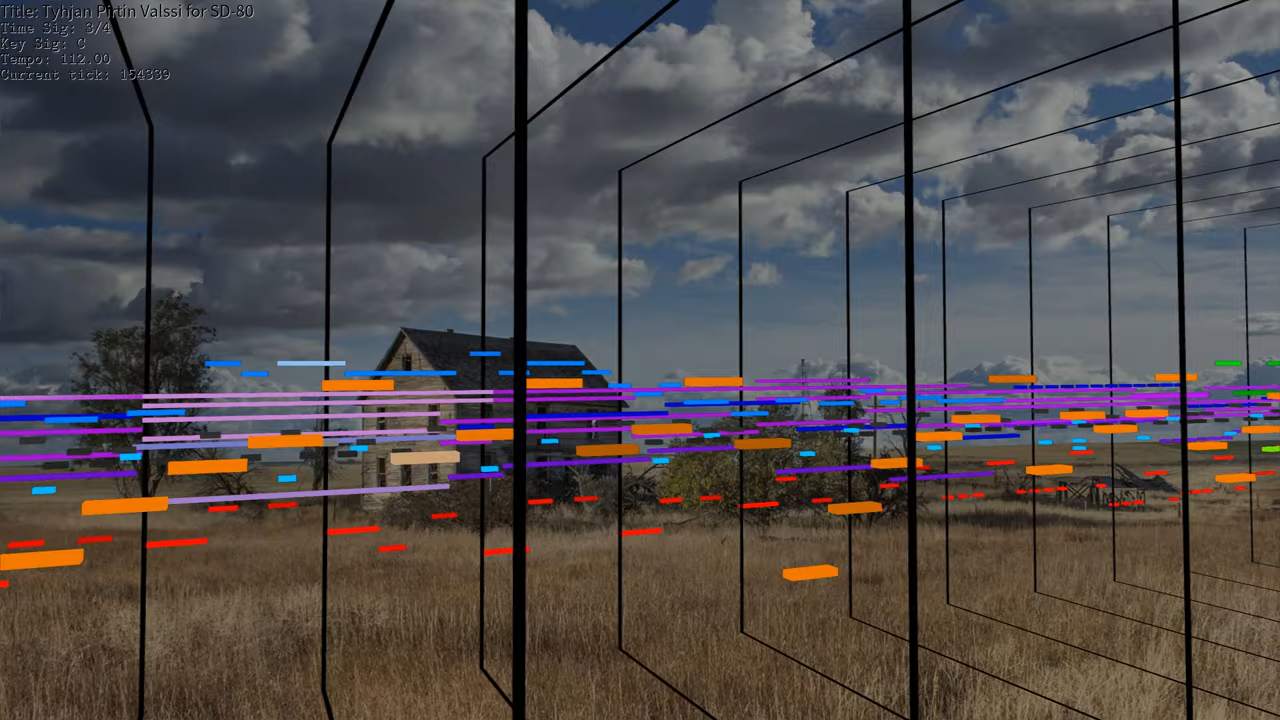 Title: Tyhjan Pirtin Valssi for SD-80
Time Sig: 3/4
Key Sig: C
Tempo: 112.00
Current tick: 154339